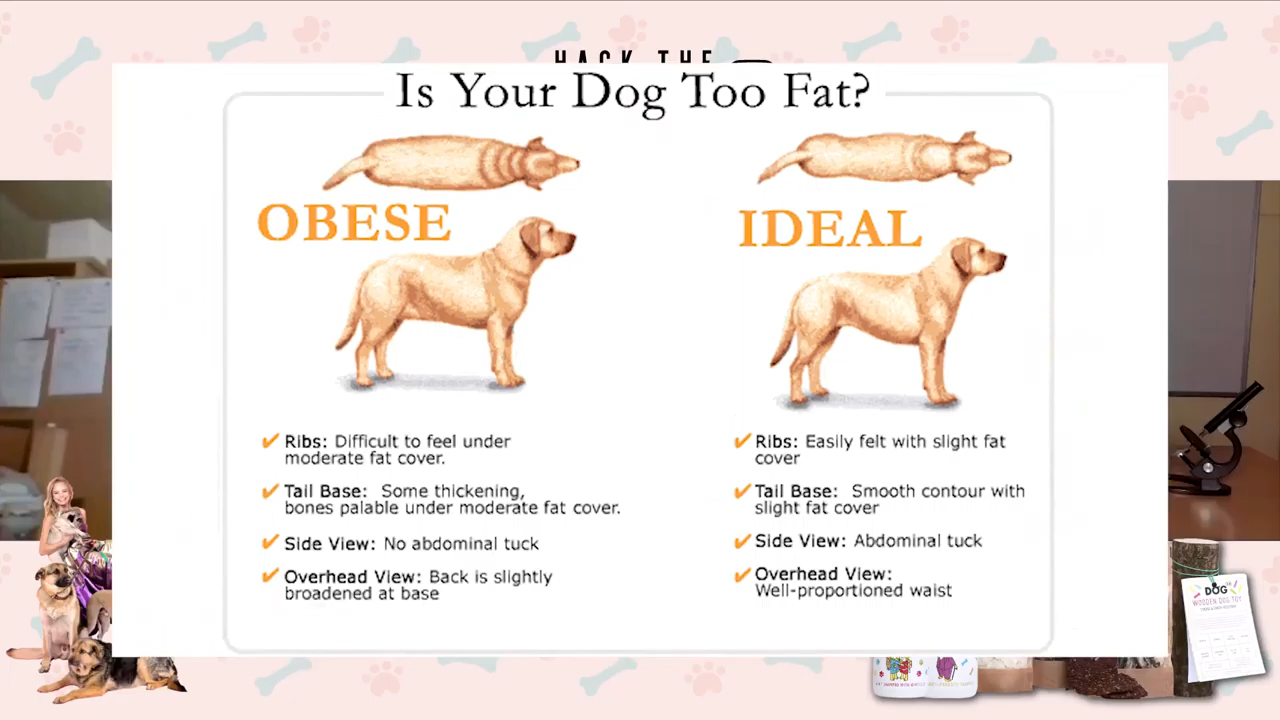 HACK THE
Is Your Dog Too Fat?
OBESE
IDEAL
✔ Ribs: Difficult to feel under
moderate fat cover.
✔ Tail Base: Some thickening,
bones palable under moderate fat cover.
✔ Side View: No abdominal tuck
✔ Overhead View: Back is slightly
broadened at base
✔ Ribs: Easily felt with slight fat
cover
✔ Tail Base: Smooth contour with
slight fat cover
✔ Side View: Abdominal tuck
✔ Overhead View:
Well-proportioned waist
DOG
WOODEN DOG TOY